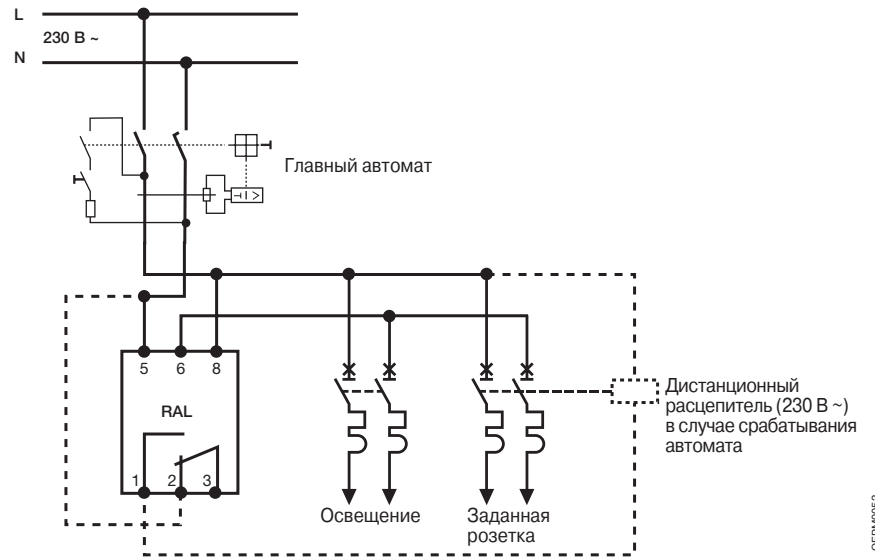 L
230 В ~
N
Главный автомат
5 6 8
RAL
1 2 3
Дистанционный
расцепитель (230 В ~)
в случае срабатывания
автомата
Освещение
Заданная
розетка